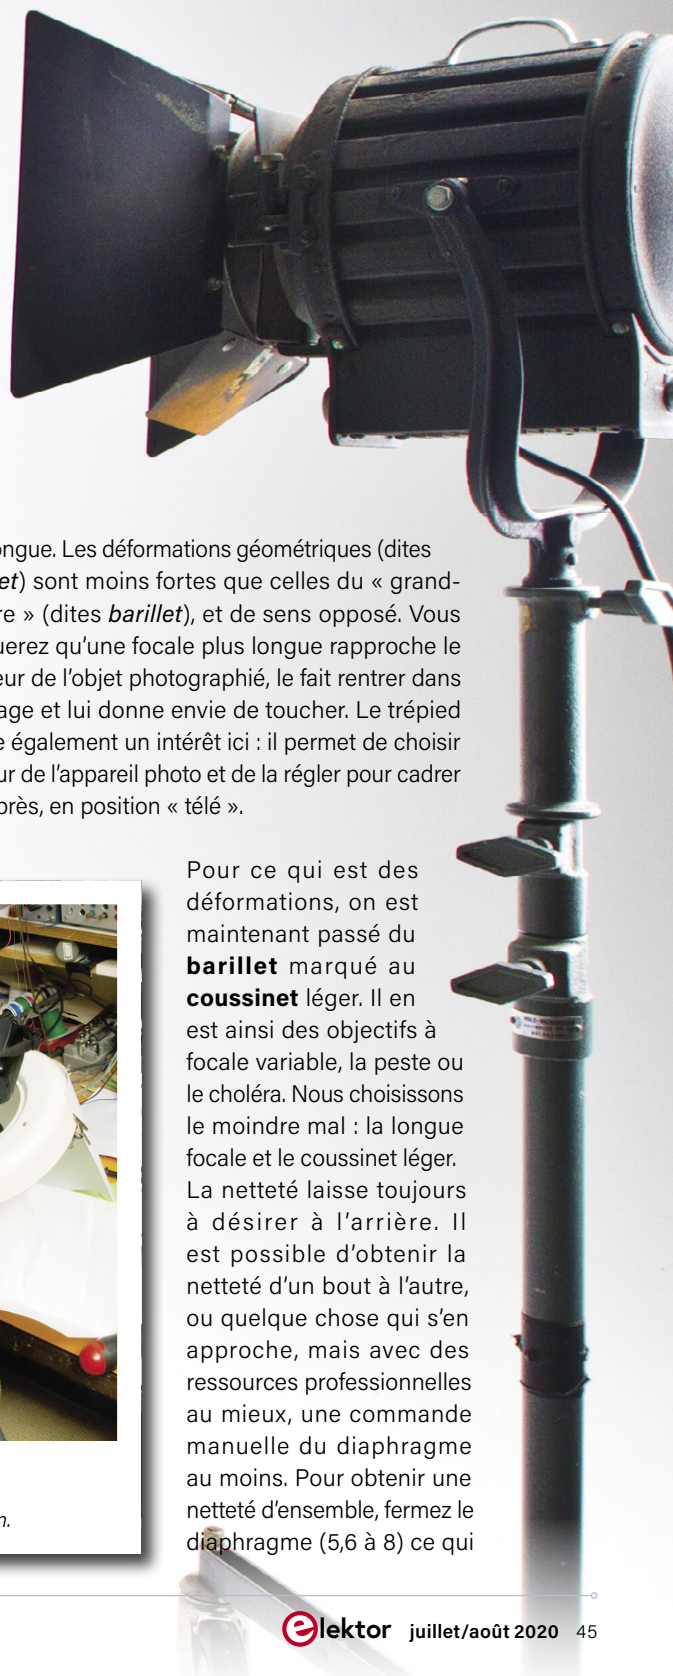 ongue. Les déformations géométriques (dites
et) sont moins fortes que celles du « grand-
re » (dites barillet), et de sens opposé. Vous
uerez qu'une focale plus longue rapproche le
eur de l'objet photographié, le fait rentrer dans
age et lui donne envie de toucher. Le trépied
e également un intérêt ici : il permet de choisir
ur de l'appareil photo et de la régler pour cadrer
près, en position « télé ».
Pour ce qui est des
déformations, on est
maintenant passé du
barillet marqué au
coussinet léger. Il en
est ainsi des objectifs à
focale variable, la peste ou
le choléra. Nous choisissons
le moindre mal : la longue
focale et le coussinet léger.
La netteté laisse toujours
à désirer à l'arrière. Il
est possible d'obtenir la
netteté d'un bout à l'autre,
ou quelque chose qui s'en
approche, mais avec des
ressources professionnelles
au mieux, une commande
manuelle du diaphragme
au moins. Pour obtenir une
netteté d'ensemble, fermez le
diaphragme (5,6 à 8) ce qui
n.
elektor juillet/août 2020 45